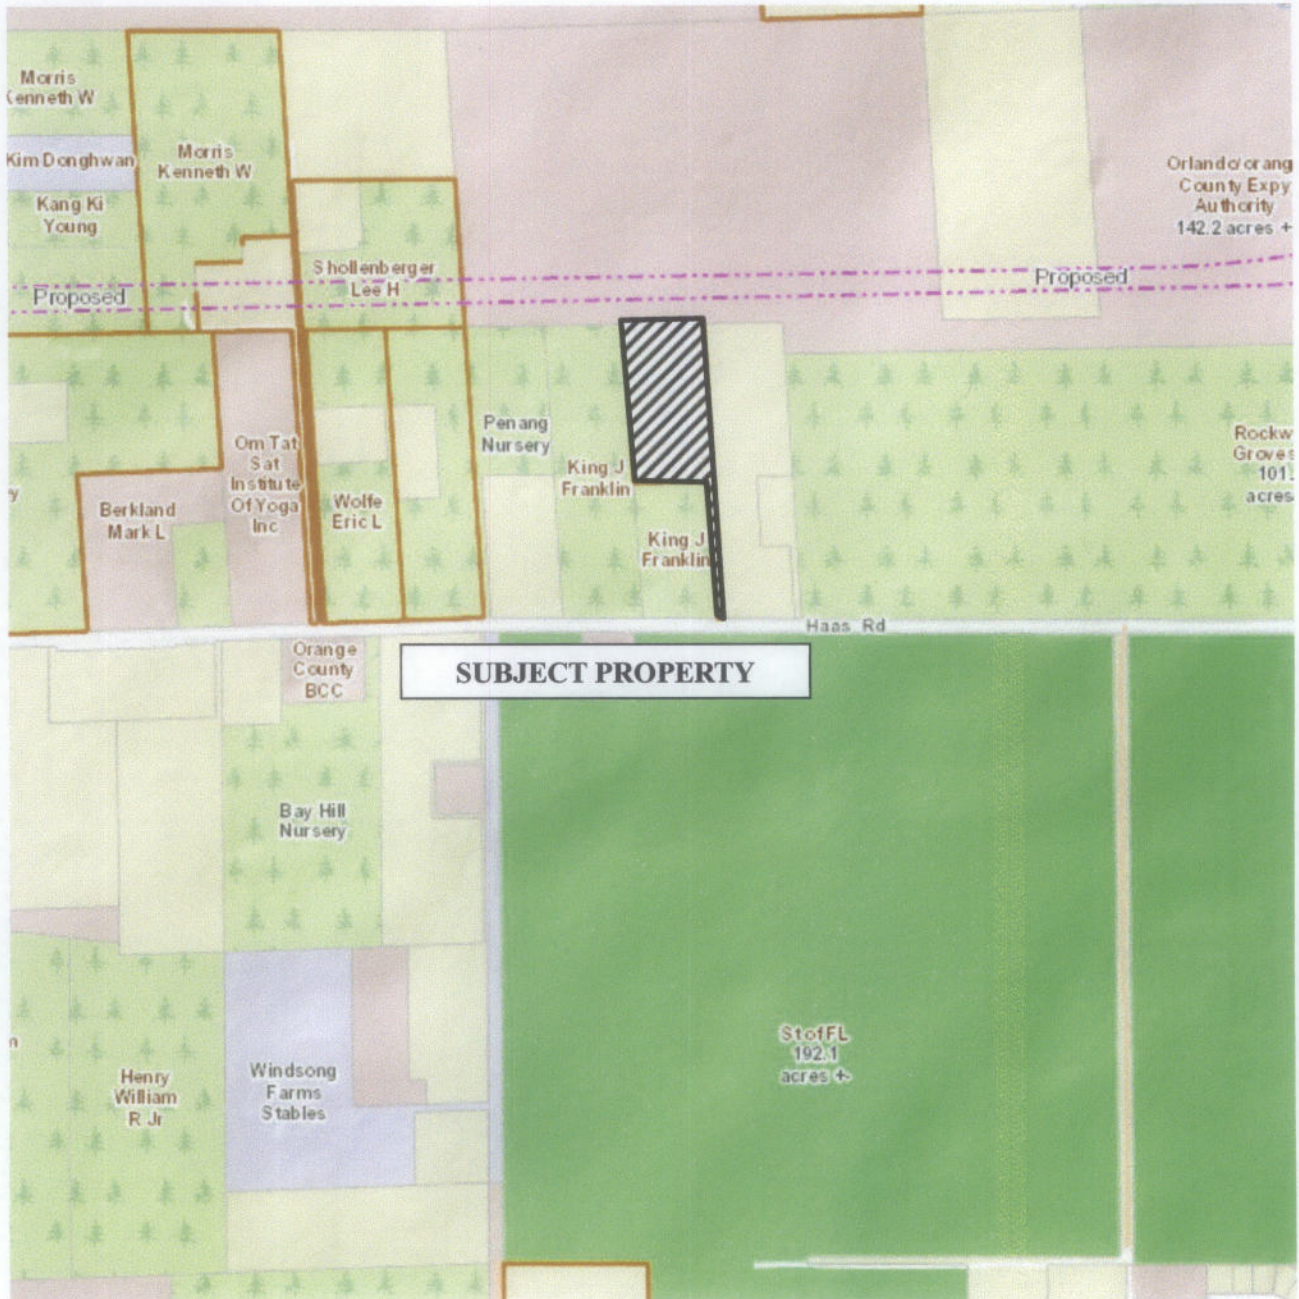 Morris
Kenneth W
Kim Donghwan
Kang Ki
Young
Proposed
Morris
Kenneth W
Shollenberger
Lee H
Orlando/orang
County Expy
Authority
142.2 acres +
Proposed
Penang
Nursery
King J
Franklin
King J
Franklin
Rockw
Groves
101.
acres
Om Tat
Sat
Institute
Of Yoga
Inc
Berkland
Mark L
Wolfe
Eric L
Haas Rd
SUBJECT PROPERTY
Orange
County
BCC
Bay Hill
Nursery
St of FL
192.1
acres +-
Windsong
Farms
Stables
Henry
William
R Jr